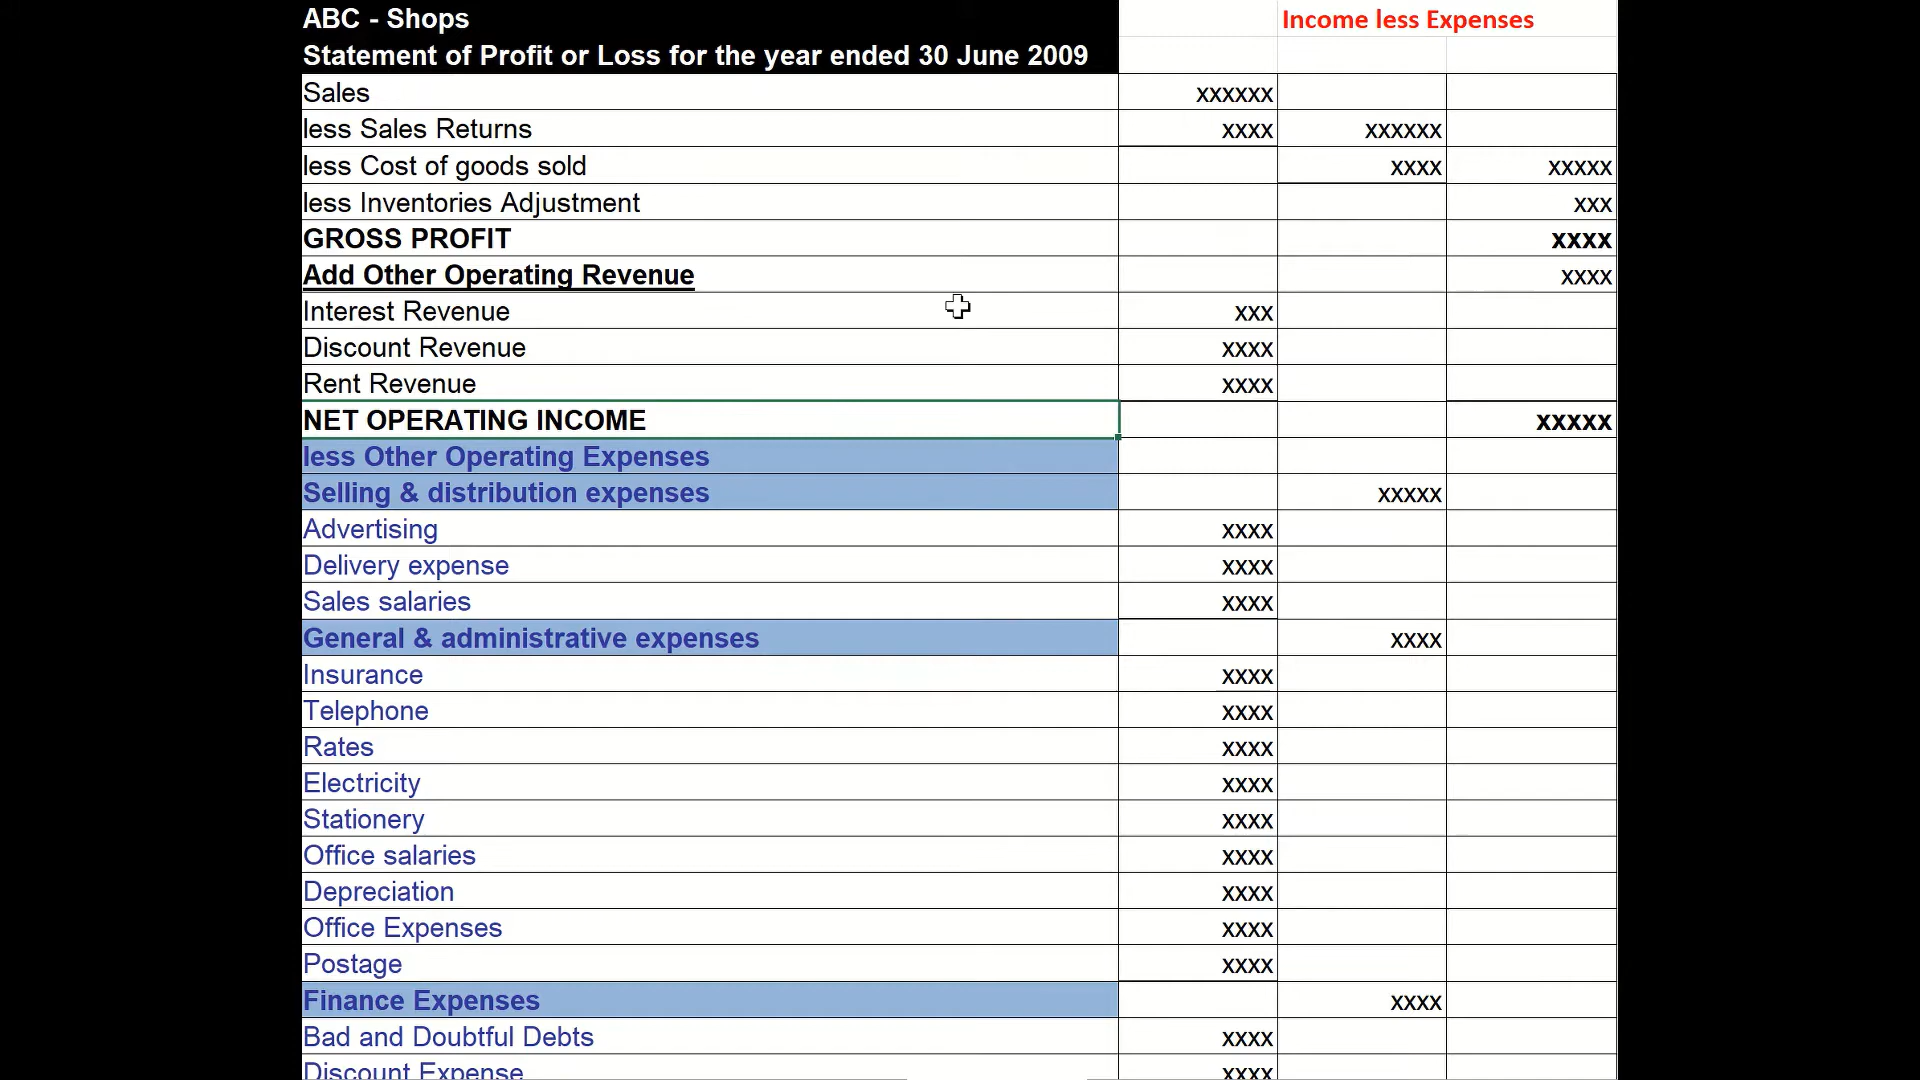 ABC - Shops Income less Expenses
Statement of Profit or Loss for the year ended 30 June 2009
Sales xxxxxx
less Sales Returns xxxx xxxxxx
less Cost of goods sold xxxx xxxxx
less Inventories Adjustment xxx
GROSS PROFIT xxxx
Add Other Operating Revenue xxxx
Interest Revenue xxx
Discount Revenue xxxx
Rent Revenue xxxx
NET OPERATING INCOME xxxxx
less Other Operating Expenses
Selling & distribution expenses xxxxx
Advertising xxxx
Delivery expense xxxx
Sales salaries xxxx
General & administrative expenses xxxx
Insurance xxxx
Telephone xxxx
Rates xxxx
Electricity xxxx
Stationery xxxx
Office salaries xxxx
Depreciation xxxx
Office Expenses xxxx
Postage xxxx
Finance Expenses xxxx
Bad and Doubtful Debts xxxx
Discount Expense xxxx